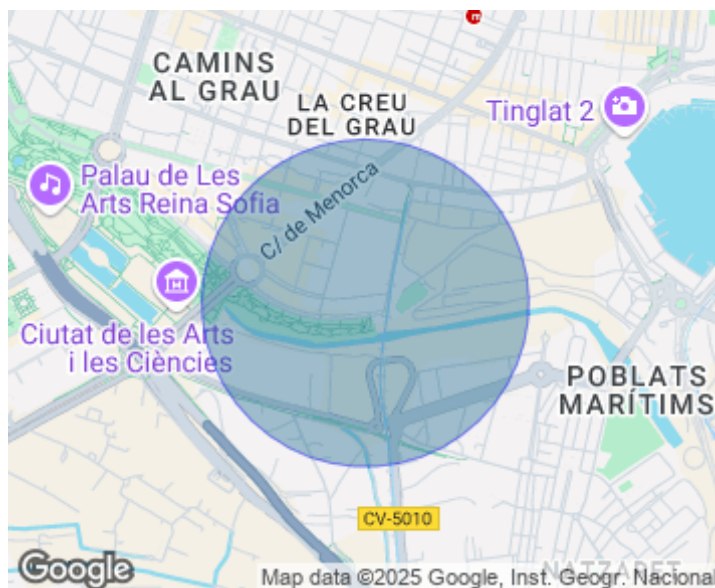 CAMINS
AL GRAU
LA CREU
DEL GRAU
Tinglat 2
Palau de Les
Arts Reina Sofia
C/ de Menorca
Ciutat de les Arts
i les Ciències
POBLATS
MARÍTIMS
CV-5010
NATZARET
Google
Map data ©2025 Google, Inst. Geogr. Nacional